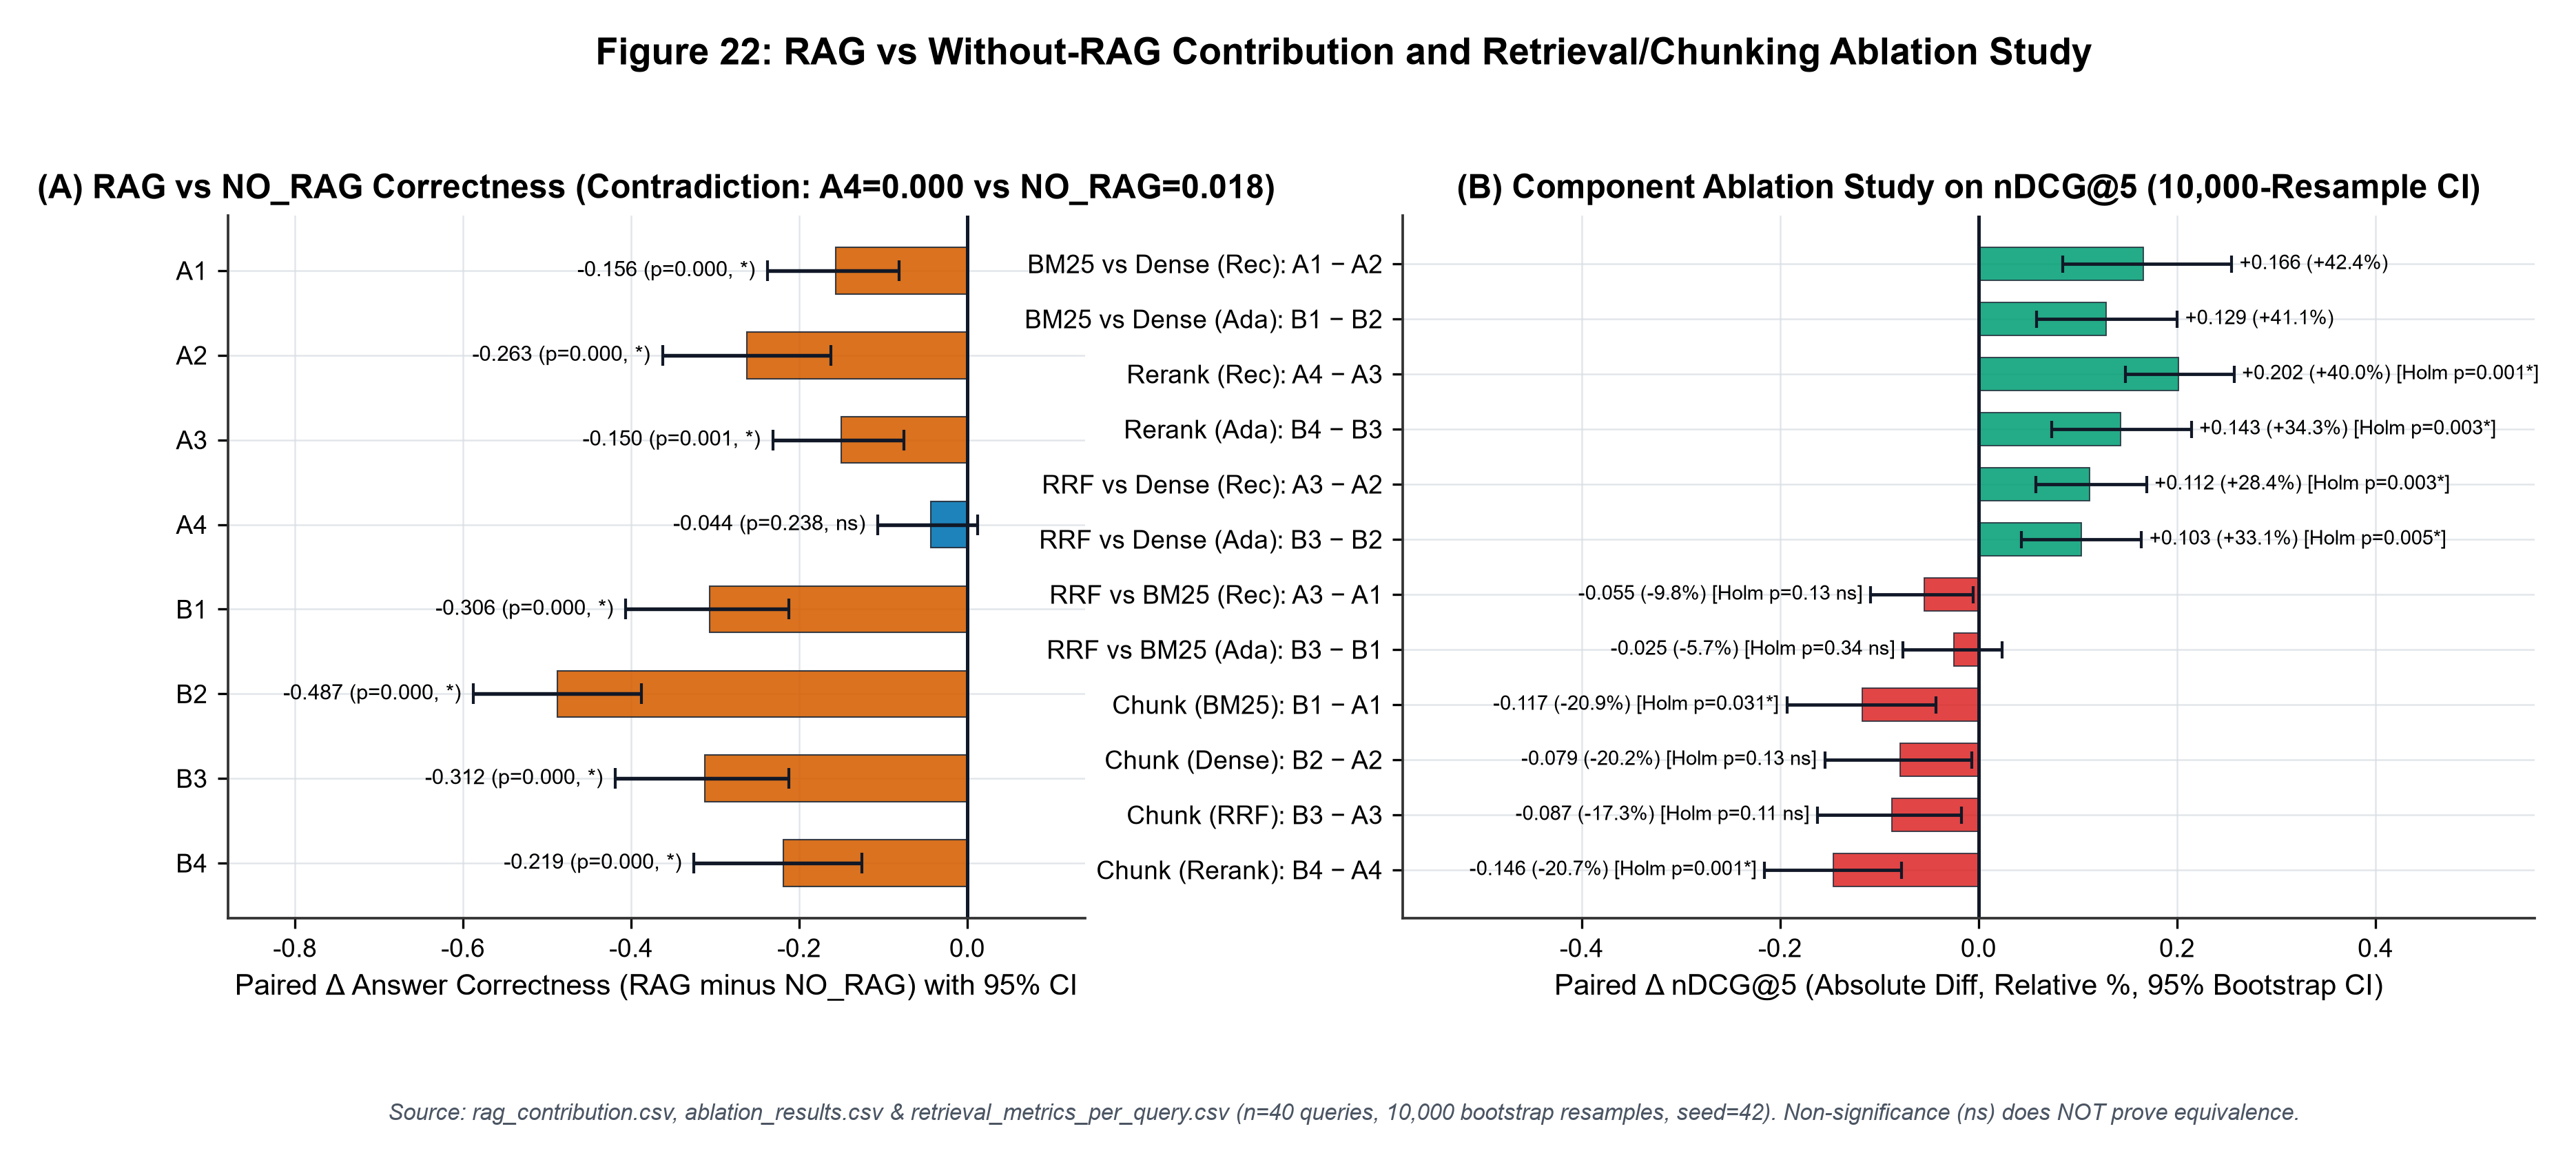 Figure 22: RAG vs Without-RAG Contribution and Retrieval/Chunking Ablation Study
(A) RAG vs NO_RAG Correctness (Contradiction: A4=0.000 vs NO_RAG=0.018)
A1
-0.156 (p=0.000, *)
A2
-0.263 (p=0.000, *)
A3
-0.150 (p=0.001, *)
A4
-0.044 (p=0.238, ns)
B1
-0.306 (p=0.000, *)
B2
-0.487 (p=0.000, *)
B3
-0.312 (p=0.000, *)
B4
-0.219 (p=0.000, *)
-0.8 -0.6 -0.4 -0.2 0.0
Paired Δ Answer Correctness (RAG minus NO_RAG) with 95% CI
(B) Component Ablation Study on nDCG@5 (10,000-Resample CI)
BM25 vs Dense (Rec): A1 − A2
+0.166 (+42.4%)
BM25 vs Dense (Ada): B1 − B2
+0.129 (+41.1%)
Rerank (Rec): A4 − A3
+0.202 (+40.0%) [Holm p=0.001*]
Rerank (Ada): B4 − B3
+0.143 (+34.3%) [Holm p=0.003*]
RRF vs Dense (Rec): A3 − A2
+0.112 (+28.4%) [Holm p=0.003*]
RRF vs Dense (Ada): B3 − B2
+0.103 (+33.1%) [Holm p=0.005*]
RRF vs BM25 (Rec): A3 − A1
-0.055 (-9.8%) [Holm p=0.13 ns]
RRF vs BM25 (Ada): B3 − B1
-0.025 (-5.7%) [Holm p=0.34 ns]
Chunk (BM25): B1 − A1
-0.117 (-20.9%) [Holm p=0.031*]
Chunk (Dense): B2 − A2
-0.079 (-20.2%) [Holm p=0.13 ns]
Chunk (RRF): B3 − A3
-0.087 (-17.3%) [Holm p=0.11 ns]
Chunk (Rerank): B4 − A4
-0.146 (-20.7%) [Holm p=0.001*]
-0.4 -0.2 0.0 0.2 0.4
Paired Δ nDCG@5 (Absolute Diff, Relative %, 95% Bootstrap CI)
Source: rag_contribution.csv, ablation_results.csv & retrieval_metrics_per_query.csv (n=40 queries, 10,000 bootstrap resamples, seed=42). Non-significance (ns) does NOT prove equivalence.